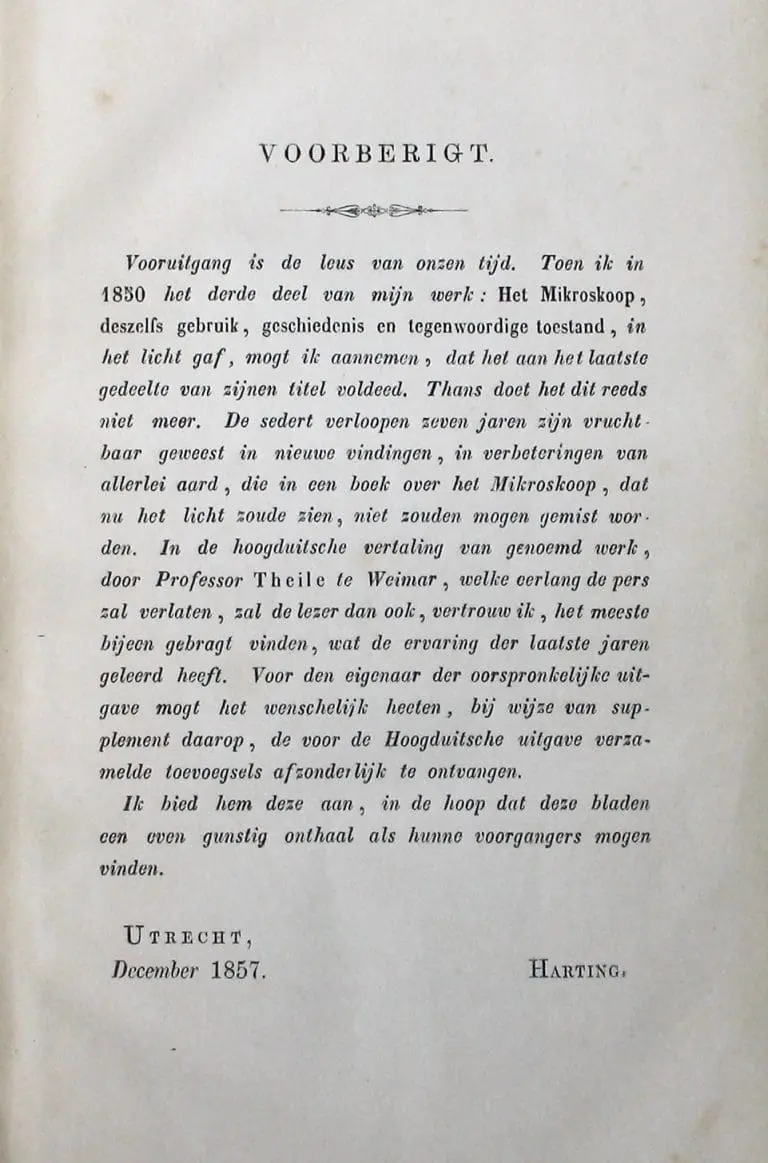 VOORBERIGT.
Vooruitgang is de leus van onzen tijd. Toen ik in
1850 het derde deel van mijn werk: Het Mikroskoop,
deszelfs gebruik, geschiedenis en tegenwoordige toestand, in
het licht gaf, mogt ik aannemen, dat het aan het laatste
gedeelte van zijnen titel voldeed. Thans doet het dit reeds
niet meer. De sedert verloopen zeven jaren zijn vrucht-
baar geweest in nieuwe vindingen, in verbeteringen van
allerlei aard, die in een boek over het Mikroskoop, dat
nu het licht zoude zien, niet zouden mogen gemist wor-
den. In de hoogduitsche vertaling van genoemd werk,
door Professor Theile te Weimar, welke eerlang de pers
zal verlaten, zal de lezer dan ook, vertrouw ik, het meeste
bijeen gebragt vinden, wat de ervaring der laatste jaren
geleerd heeft. Voor den eigenaar der oorspronkelijke uit-
gave mogt het wenschelijk heeten, bij wijze van sup-
plement daarop, de voor de Hoogduitsche uitgave verza-
melde toevoegsels afzonderlijk te ontvangen.
Ik bied hem deze aan, in de hoop dat deze bladen
een even gunstig onthaal als hunne voorgangers mogen
vinden.
UTRECHT,
December 1857.
HARTING.